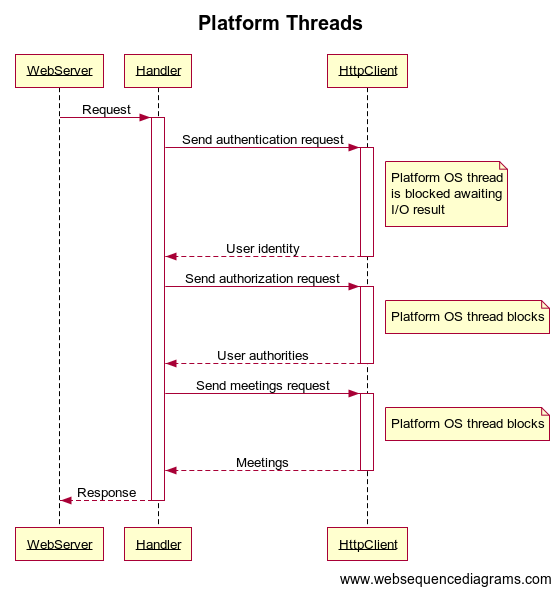 Platform Threads
WebServer
Handler
HttpClient
Request
Send authentication request
Platform OS thread
is blocked awaiting
I/O result
User identity
Send authorization request
Platform OS thread blocks
User authorities
Send meetings request
Platform OS thread blocks
Meetings
Response
WebServer
Handler
HttpClient
www.websequencediagrams.com